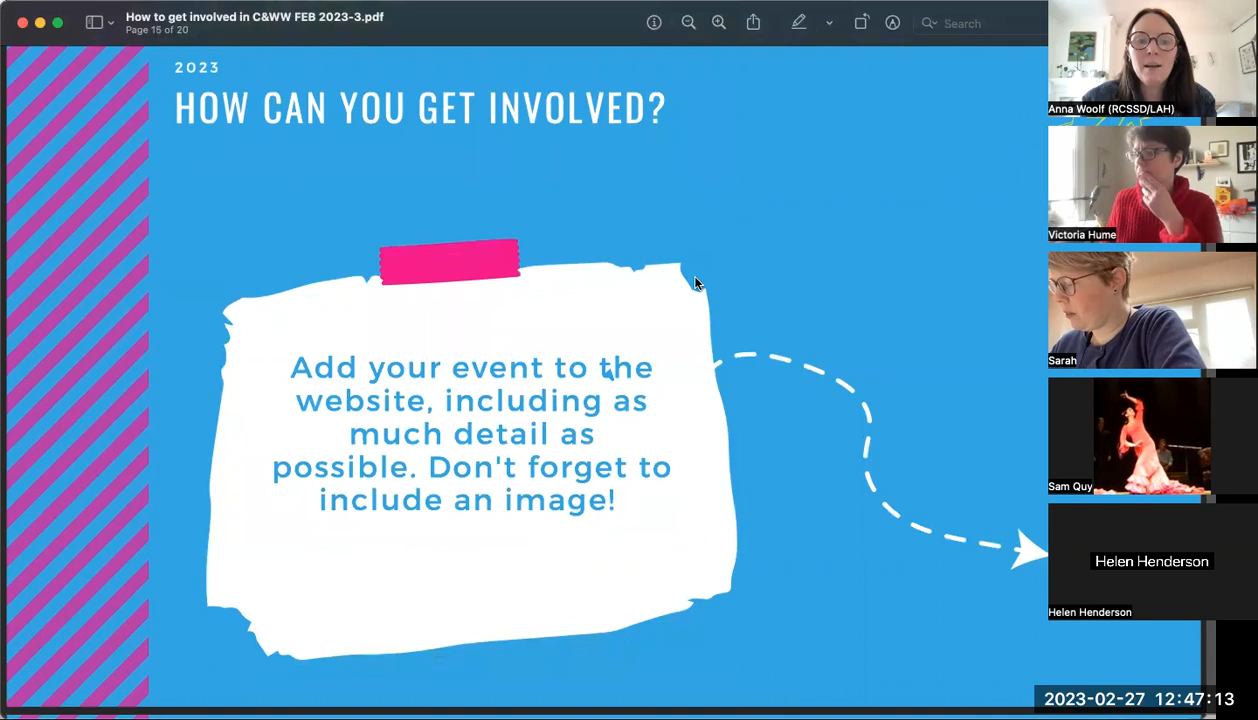 How to get involved in C&WW FEB 2023-3.pdf
Page 15 of 20
Search
2023
HOW CAN YOU GET INVOLVED?
Add your event to the
website, including as
much detail as
possible. Don't forget to
include an image!
Anna Woolf (RCSSD/LAH)
Victoria Hume
Sarah
Sam Quy
Helen Henderson
Helen Henderson
2023-02-27 12:47:13